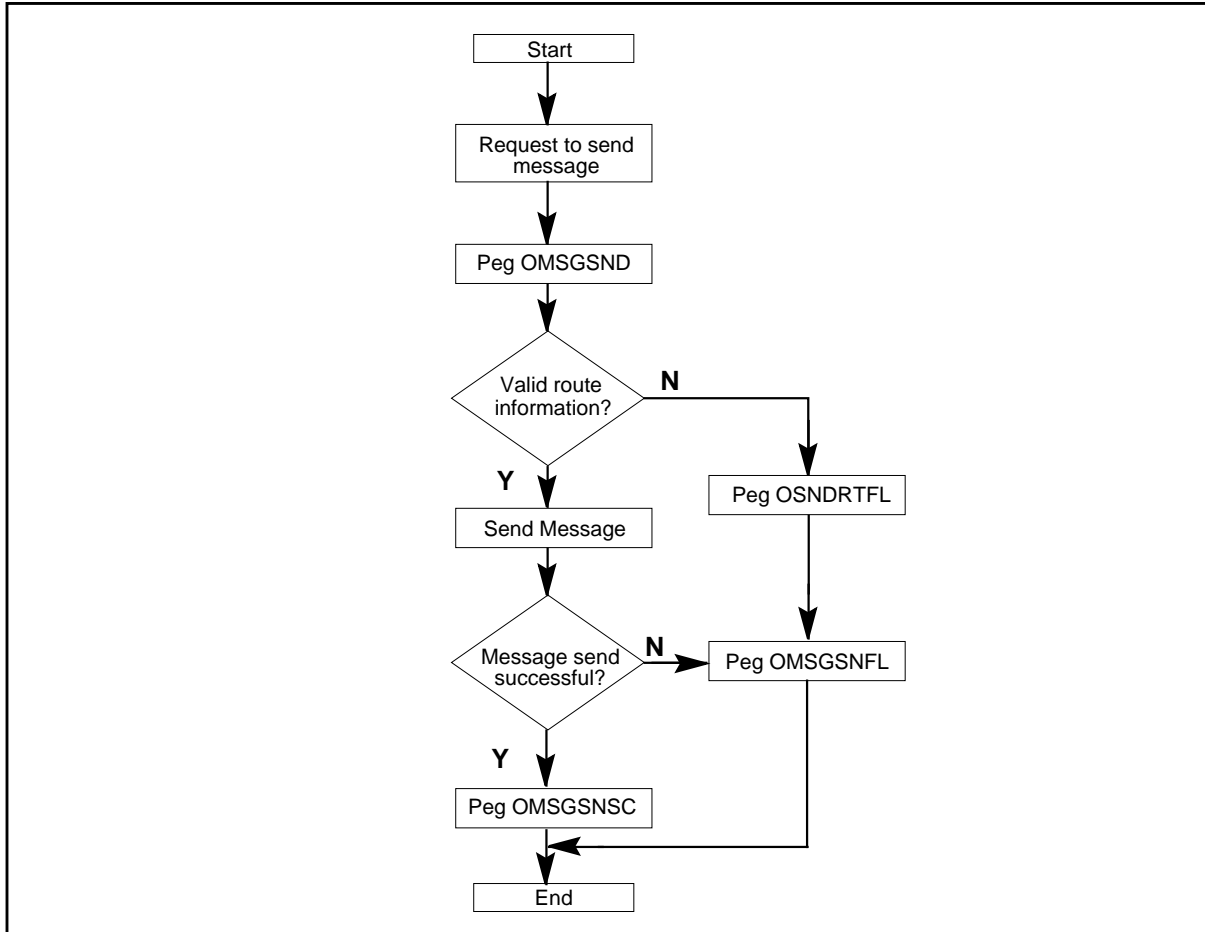 Start
Request to send
message
Peg OMSGSND
Valid route
information?
N
Y
Peg OSNDRTFL
Send Message
Message send
successful?
N
Peg OMSGSNFL
Y
Peg OMSGSNSC
End